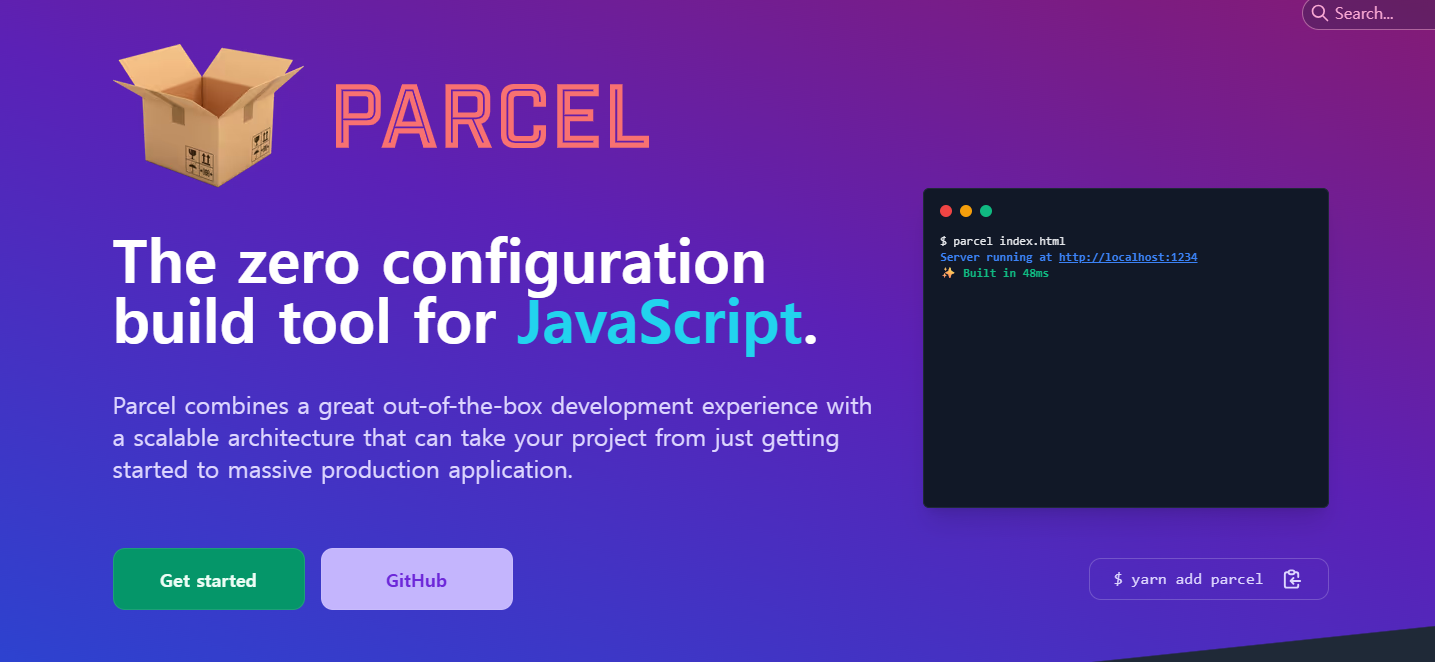 Search...
PARCEL
The zero configuration
build tool for JavaScript.
Parcel combines a great out-of-the-box development experience with
a scalable architecture that can take your project from just getting
started to massive production application.
Get started
GitHub
$ parcel index.html
Server running at http://localhost:1234
✨ Built in 48ms
$ yarn add parcel